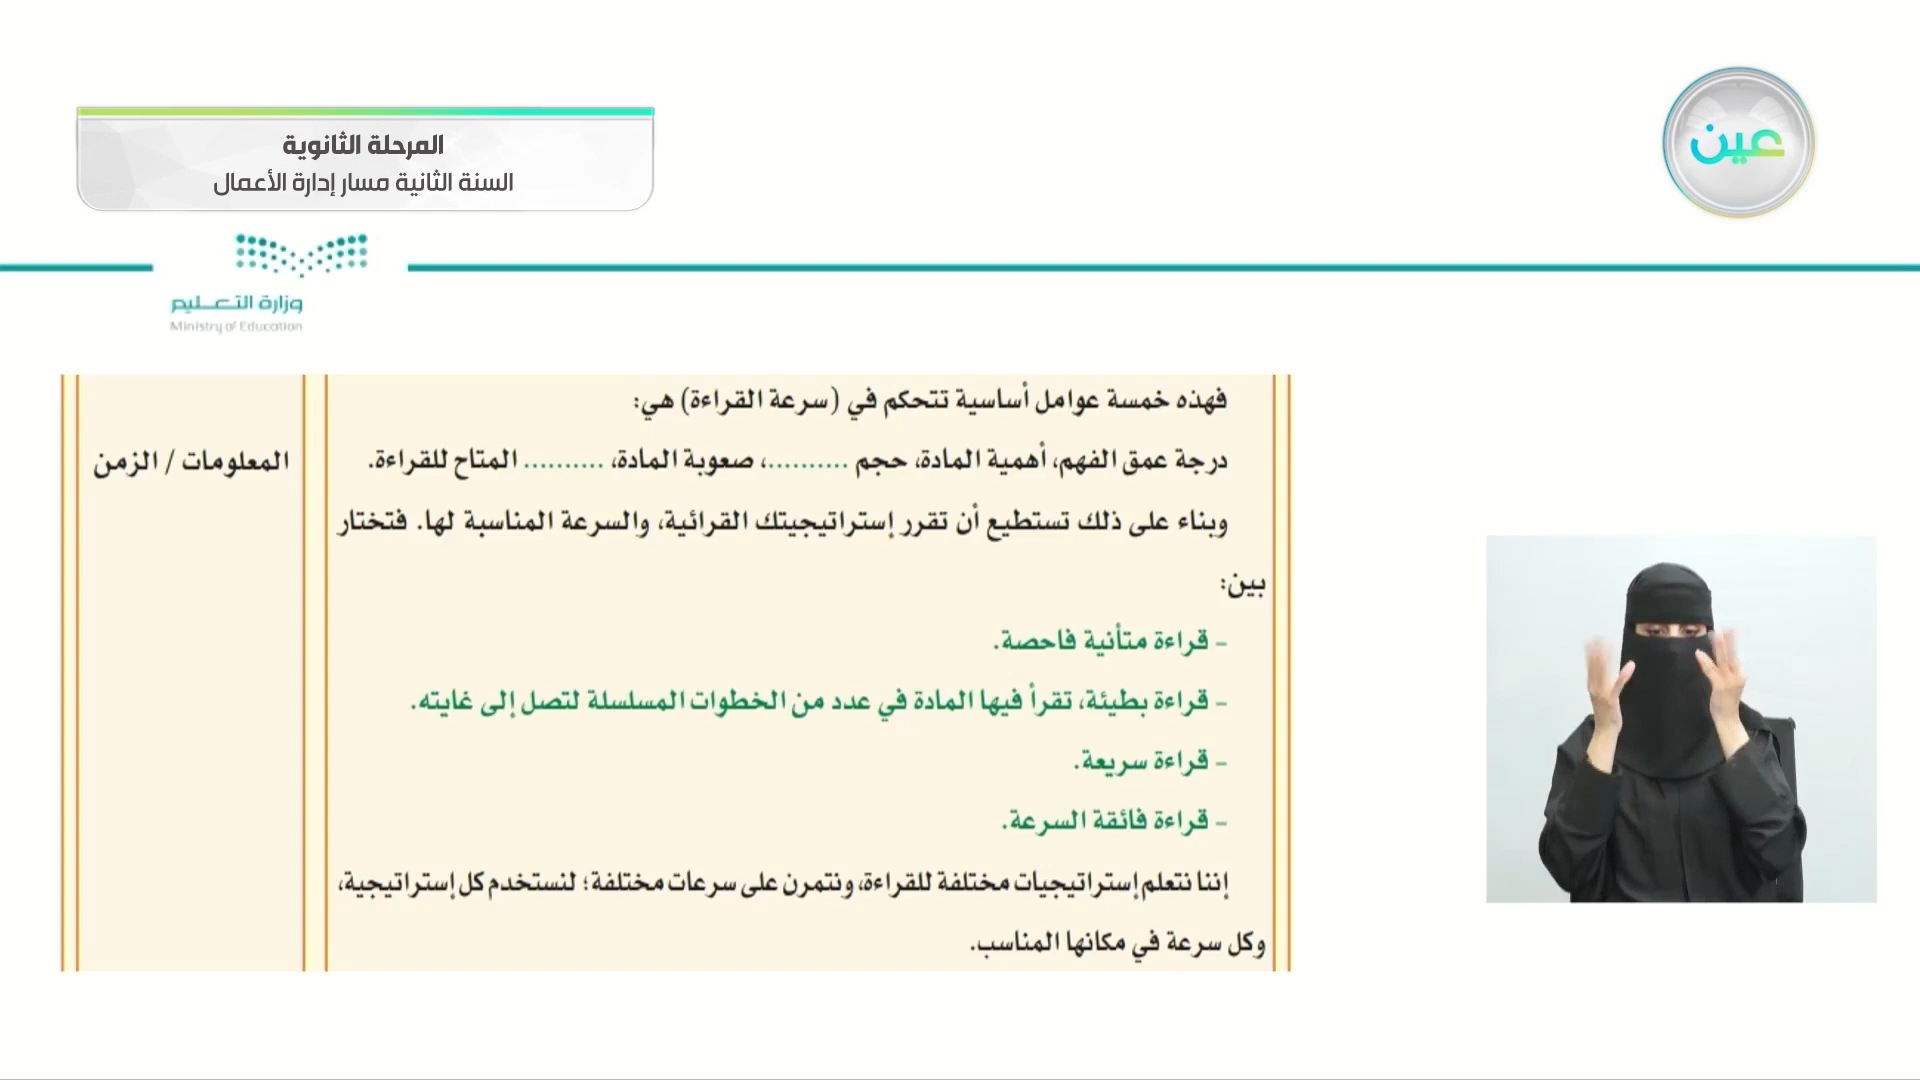 المرحلة الثانوية
السنة الثانية مسار إدارة الأعمال
عين
وزارة التعليم
Ministry of Education
فهذه خمسة عوامل أساسية تتحكم في (سرعة القراءة) هي:
درجة عمق الفهم، أهمية المادة، حجم ..........، صعوبة المادة، .......... المتاح للقراءة.
المعلومات / الزمن
وبناء على ذلك تستطيع أن تقرر إستراتيجيتك القرائية، والسرعة المناسبة لها. فتختار
بين:
- قراءة متأنية فاحصة.
- قراءة بطيئة، تقرأ فيها المادة في عدد من الخطوات المسلسلة لتصل إلى غايته.
- قراءة سريعة.
- قراءة فائقة السرعة.
إننا نتعلم إستراتيجيات مختلفة للقراءة، ونتمرن على سرعات مختلفة؛ لنستخدم كل إستراتيجية،
وكل سرعة في مكانها المناسب.